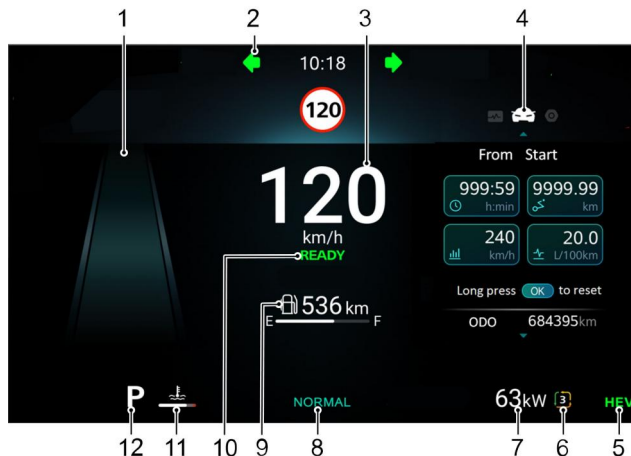 1 2 3 4
10:18
120
From Start
120
999:59 9999.99
h:min km
km/h
240 20.0
READY
km/h L/100km
Long press OK to reset
536 km
E F
ODO 684395km
P NORMAL 63kW 3 HEV
12 11 10 9 8 7 6 5